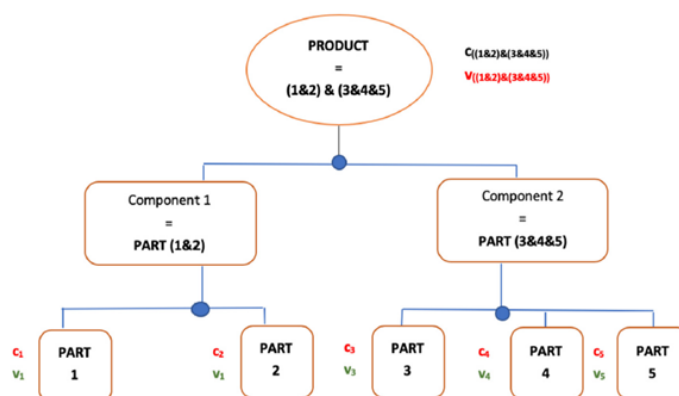 PRODUCT
=
(1&2) & (3&4&5)
C((1&2)&(3&4&5))
V((1&2)&(3&4&5))
Component 1
=
PART (1&2)
Component 2
=
PART (3&4&5)
C1
V1
PART
1
C2
V1
PART
2
C3
V3
PART
3
C4
V4
PART
4
C5
V5
PART
5